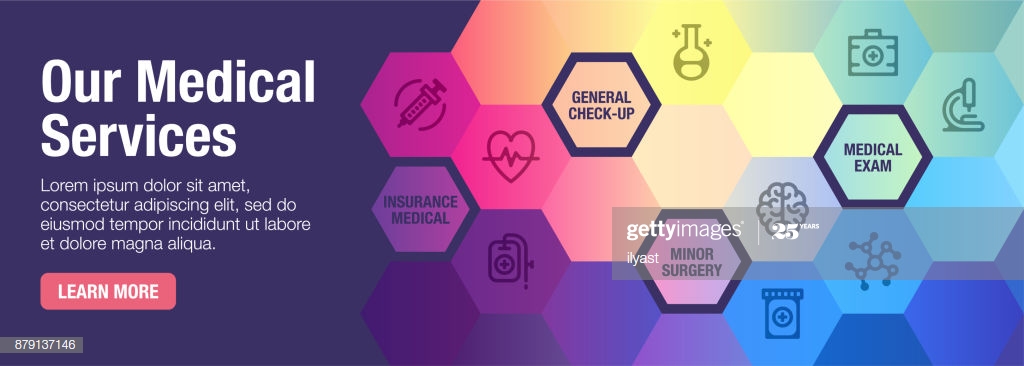 Our Medical
Services
Lorem ipsum dolor sit amet,
consectetur adipiscing elit, sed do
eiusmod tempor incididunt ut labore
et dolore magna aliqua.
LEARN MORE
879137146
INSURANCE
MEDICAL
GENERAL
CHECK-UP
MEDICAL
EXAM
MINOR
SURGERY
gettyimages®
25 YEARS
ilyast